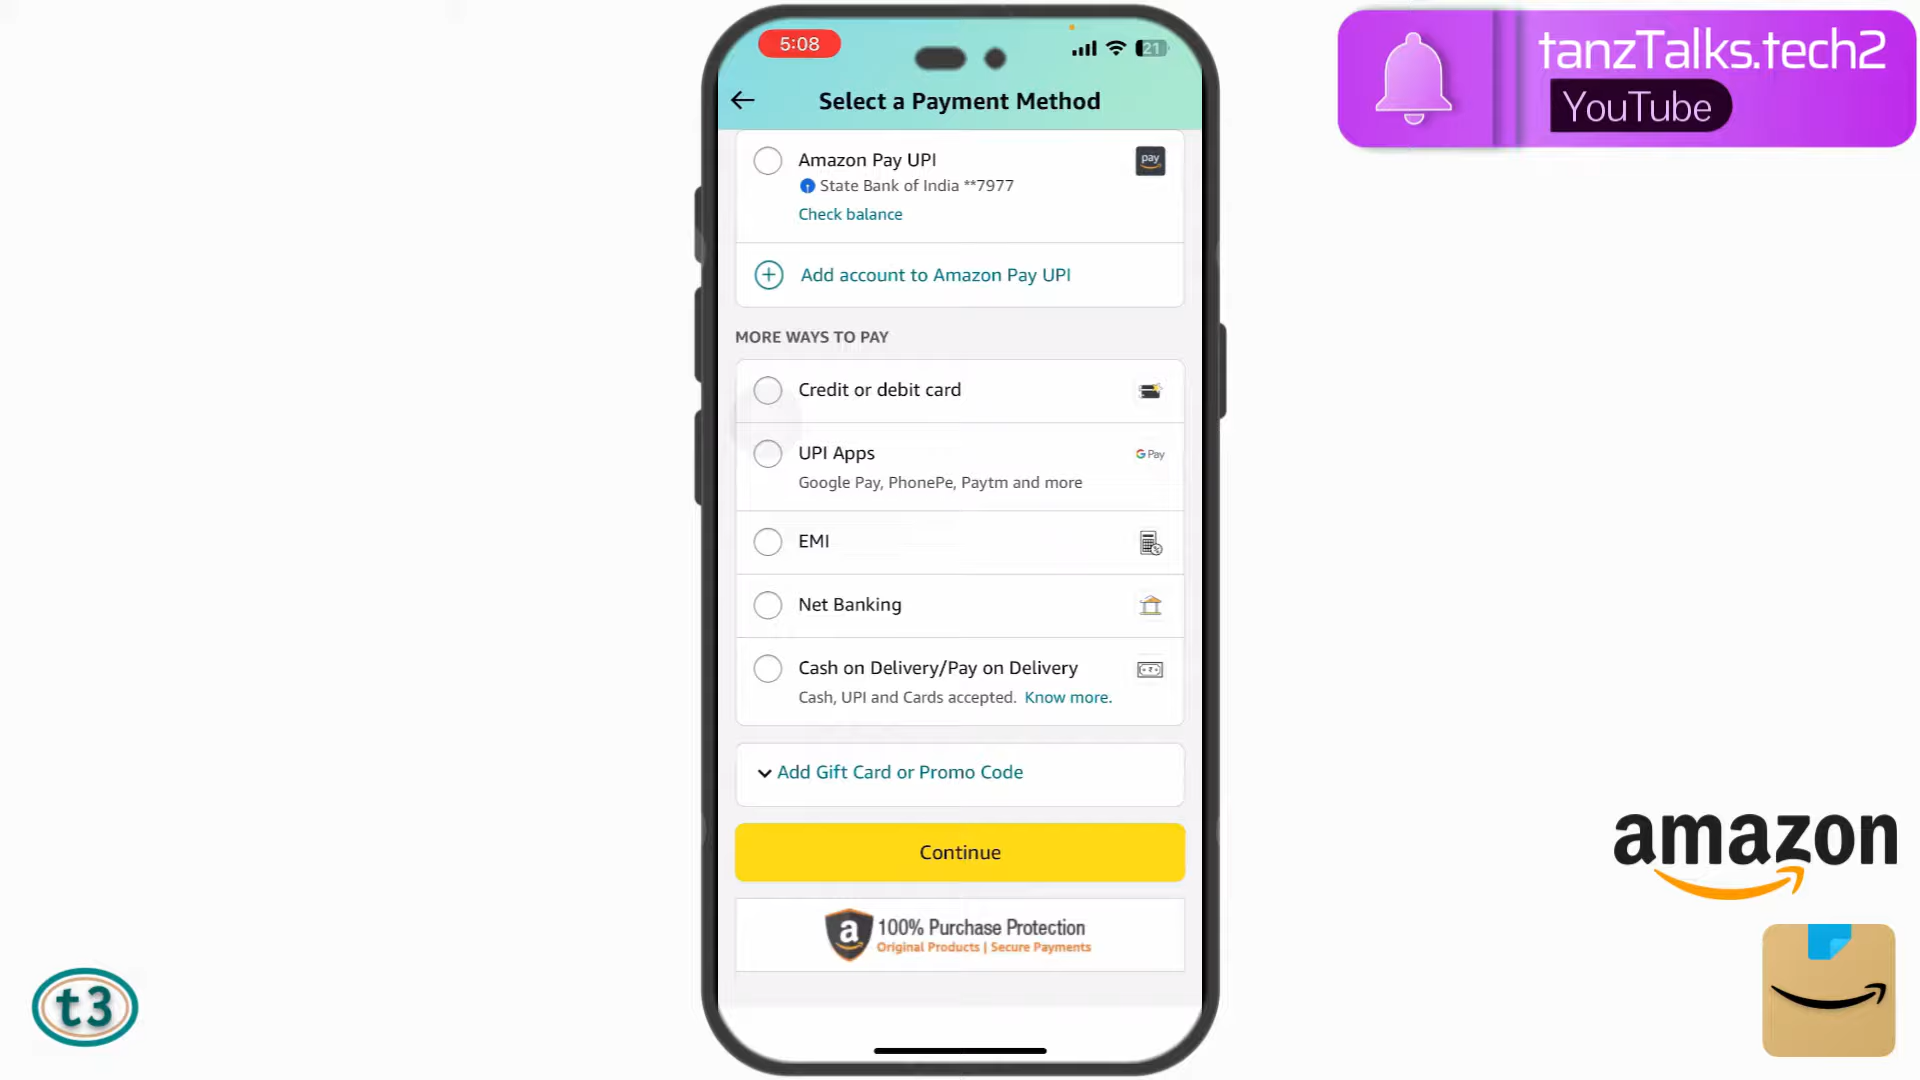 5:08
21
tanzTalks.tech2
YouTube
Select a Payment Method
Amazon Pay UPI
pay
State Bank of India **7977
Check balance
Add account to Amazon Pay UPI
MORE WAYS TO PAY
Credit or debit card
UPI Apps
G Pay
Google Pay, PhonePe, Paytm and more
EMI
Net Banking
Cash on Delivery/Pay on Delivery
Cash, UPI and Cards accepted. Know more.
Add Gift Card or Promo Code
Continue
a 100% Purchase Protection
Original Products | Secure Payments
amazon
t3